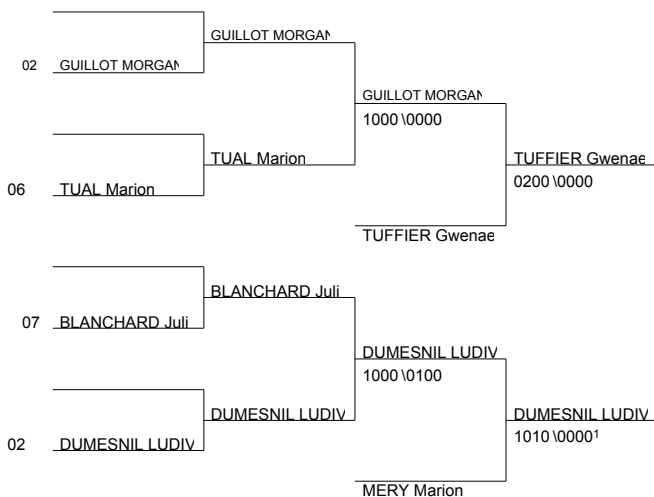 GUILLOT MORGAN
02 GUILLOT MORGAN
GUILLOT MORGAN
1000 \0000
TUAL Marion
TUFFIER Gwenae
0200 \0000
06 TUAL Marion
TUFFIER Gwenae
BLANCHARD Juli
07 BLANCHARD Juli
DUMESNIL LUDIV
1000 \0100
DUMESNIL LUDIV
DUMESNIL LUDIV
1010 \0000¹
02 DUMESNIL LUDIV
MERY Marion